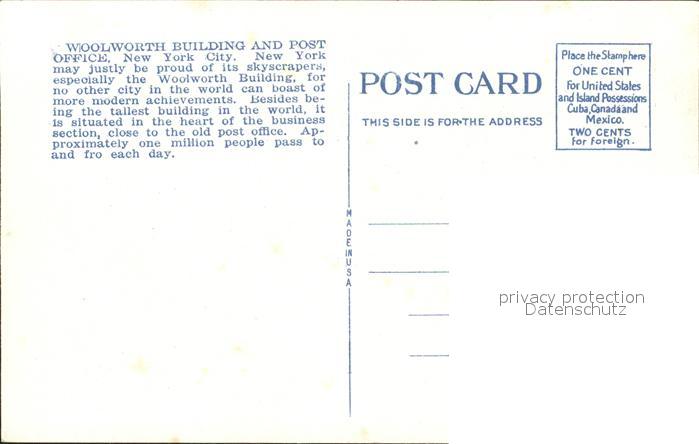 WOOLWORTH BUILDING AND POST
OFFICE, New York City. New York
may justly be proud of its skyscrapers,
especially the Woolworth Building, for
no other city in the world can boast of
more modern achievements. Besides be-
ing the tallest building in the world, it
is situated in the heart of the business
section, close to the old post office. Ap-
proximately one million people pass to
and fro each day.
MADE IN USA
POST CARD
THIS SIDE IS FOR THE ADDRESS
Place the Stamp here
ONE CENT
for United States
and Island Possessions
Cuba, Canada and
Mexico.
TWO CENTS
for Foreign.
privacy protection
Datenschutz